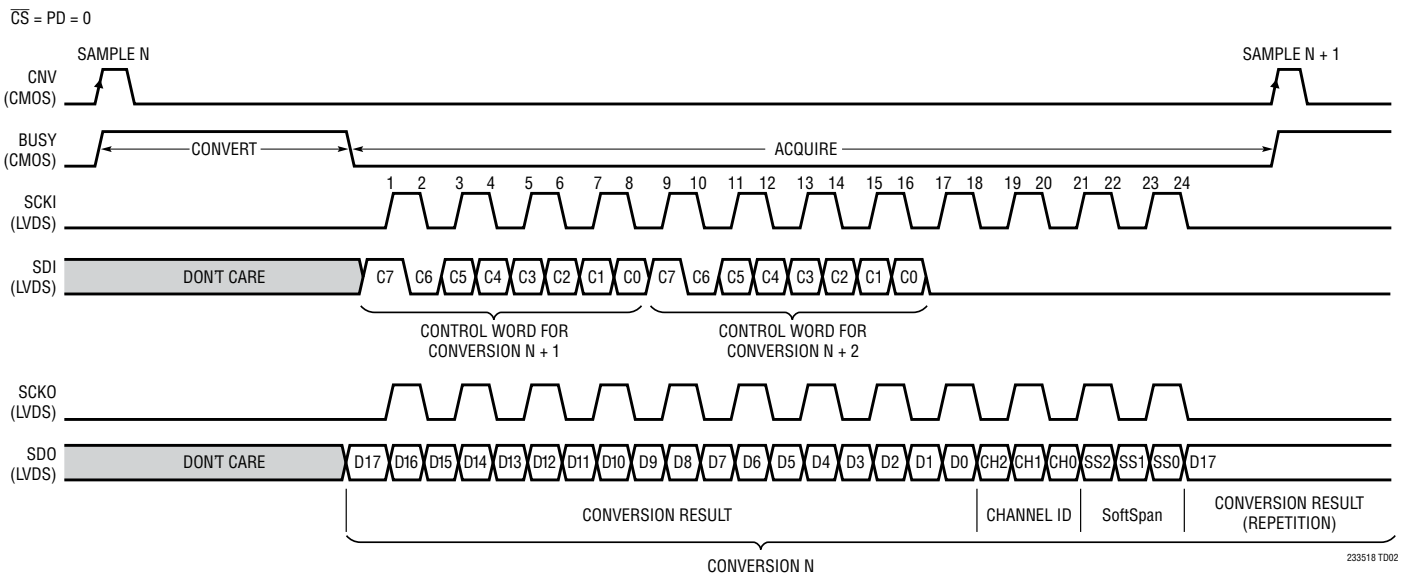 CS = PD = 0
SAMPLE N
SAMPLE N + 1
CNV
(CMOS)
BUSY
(CMOS)
CONVERT
ACQUIRE
1 2 3 4 5 6 7 8 9 10 11 12 13 14 15 16 17 18 19 20 21 22 23 24
SCKI
(LVDS)
SDI
(LVDS)
DON'T CARE
C7 C6 C5 C4 C3 C2 C1 C0 C7 C6 C5 C4 C3 C2 C1 C0
CONTROL WORD FOR
CONVERSION N + 1
CONTROL WORD FOR
CONVERSION N + 2
SCKO
(LVDS)
SDO
(LVDS)
DON'T CARE
D17 D16 D15 D14 D13 D12 D11 D10 D9 D8 D7 D6 D5 D4 D3 D2 D1 D0 CH2 CH1 CH0 SS2 SS1 SS0 D17
CONVERSION RESULT
CHANNEL ID
SoftSpan
CONVERSION RESULT
(REPETITION)
CONVERSION N
233518 TD02